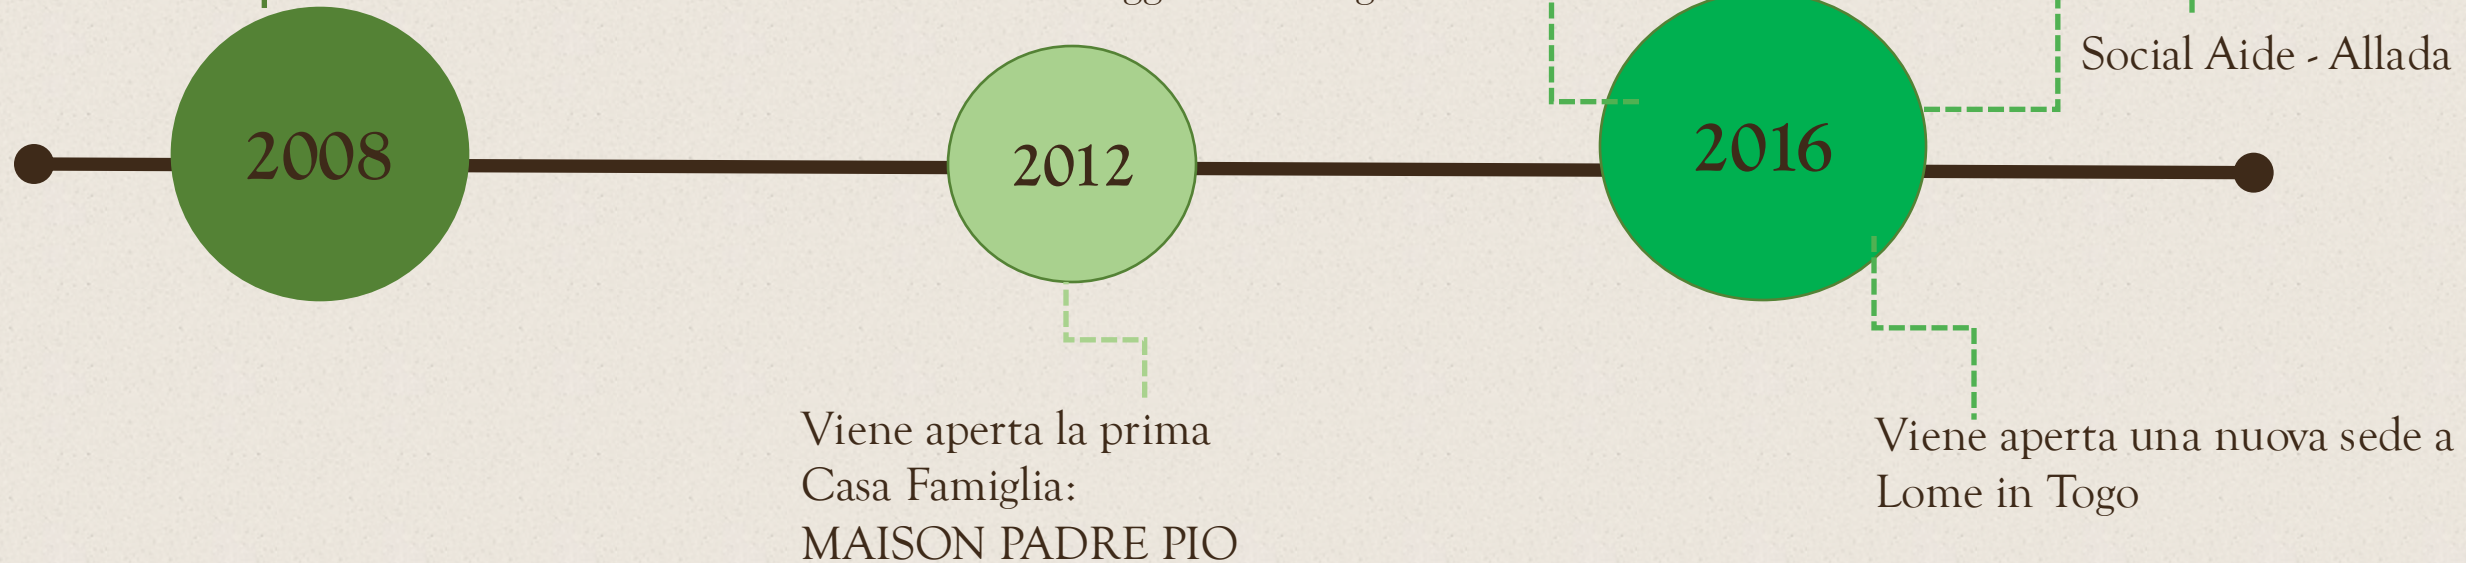 Social Aide - Allada
2008
2012
2016
Viene aperta la prima
Casa Famiglia:
MAISON PADRE PIO
Viene aperta una nuova sede a
Lome in Togo